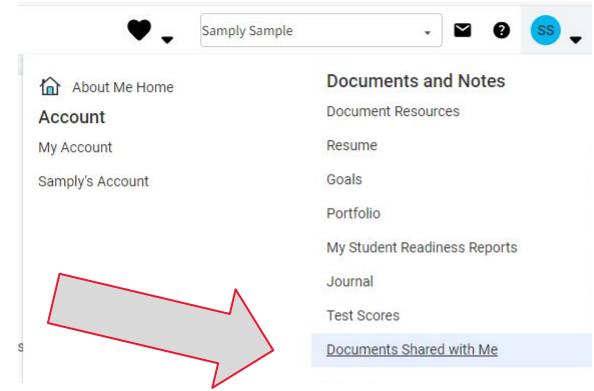 Samply Sample
SS
About Me Home
Account
My Account
Samply's Account
Documents and Notes
Document Resources
Resume
Goals
Portfolio
My Student Readiness Reports
Journal
Test Scores
Documents Shared with Me